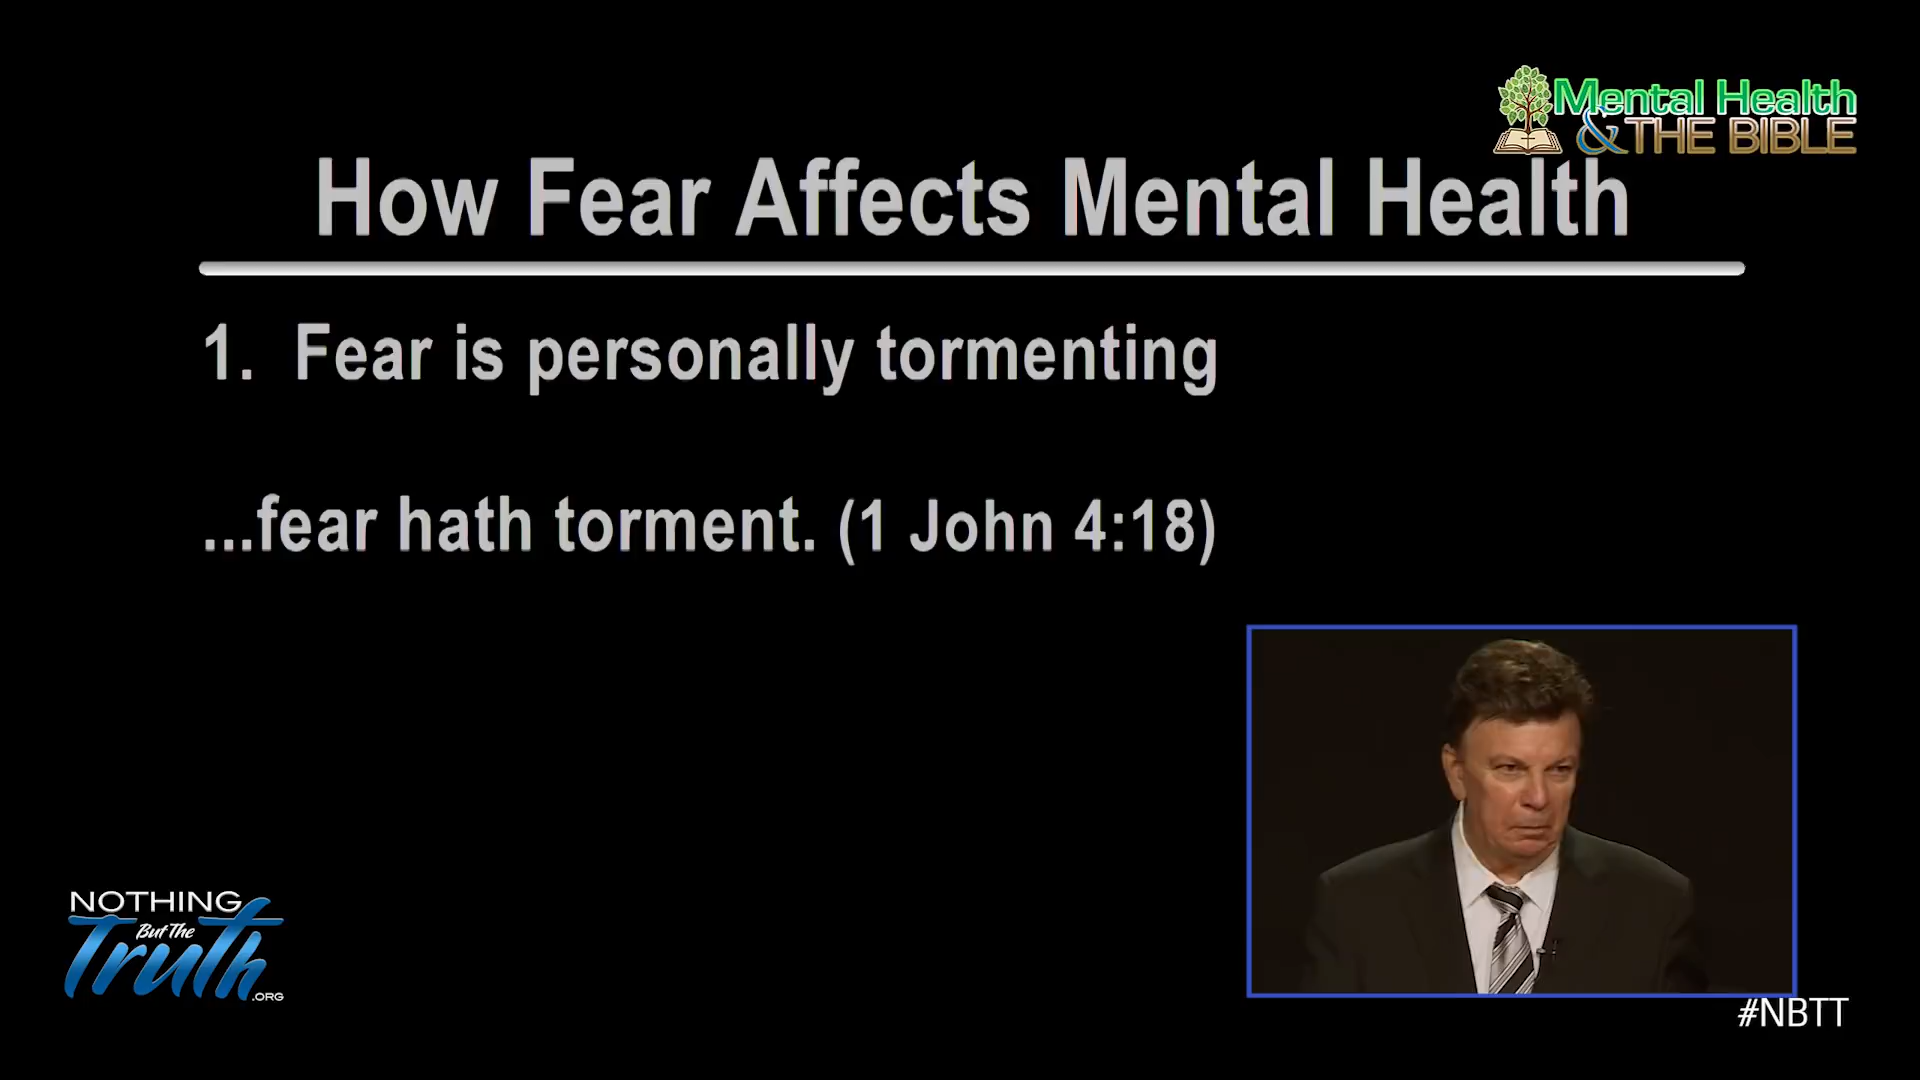 Mental Health
& THE BIBLE
How Fear Affects Mental Health
1. Fear is personally tormenting
...fear hath torment. (1 John 4:18)
NOTHING
But The
Truth
.ORG
#NBTT